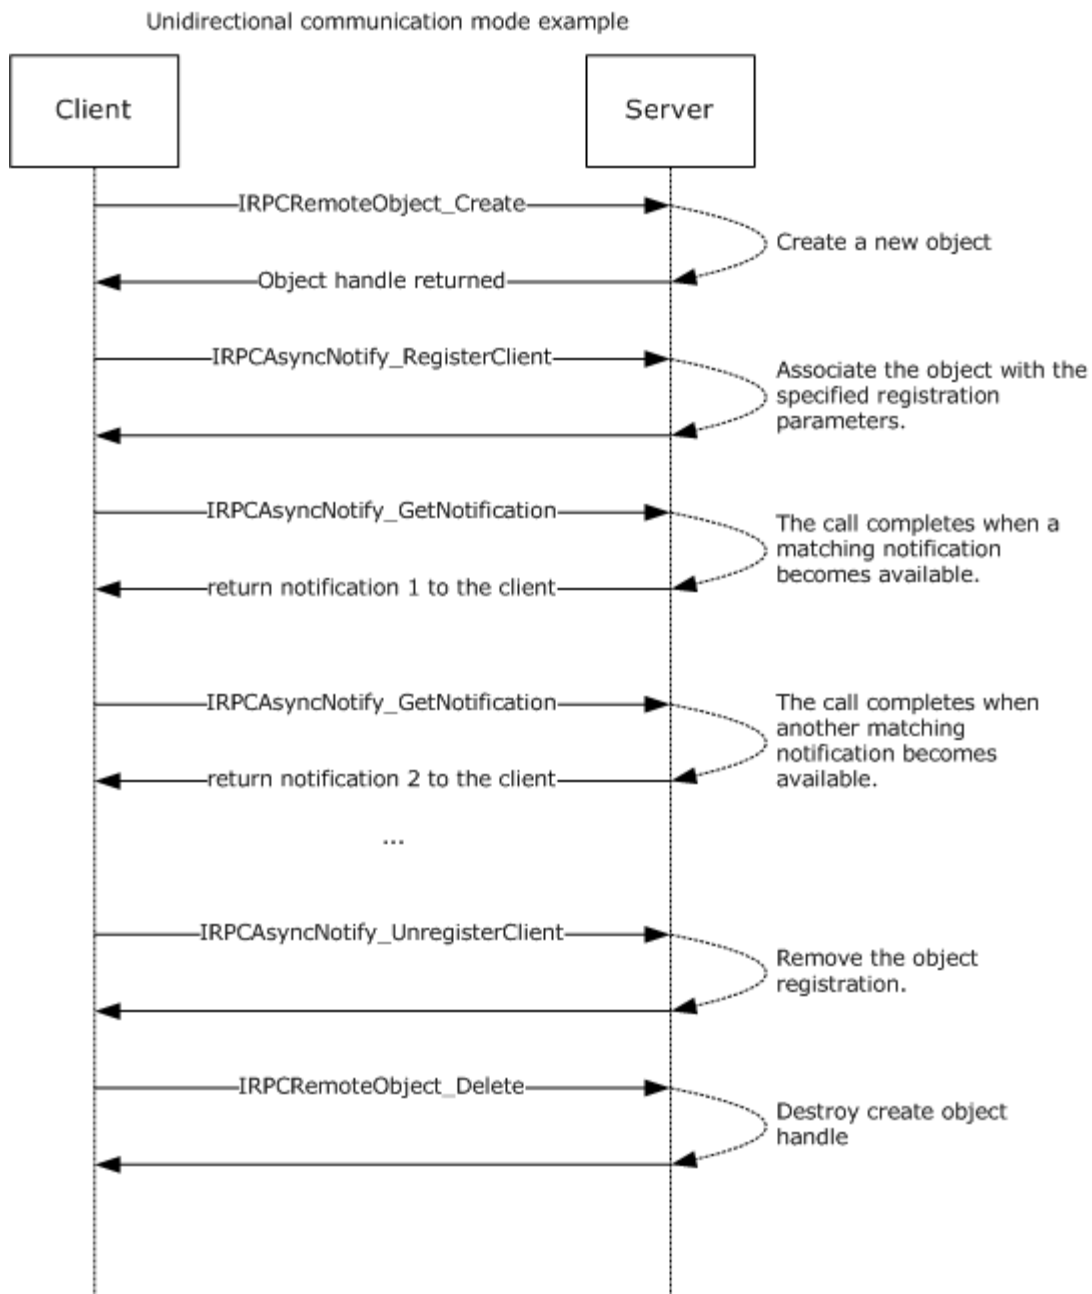 Unidirectional communication mode example
Client
Server
IRPCRemoteObject_Create
Create a new object
Object handle returned
IRPCAsyncNotify_RegisterClient
Associate the object with the
specified registration
parameters.
IRPCAsyncNotify_GetNotification
The call completes when a
matching notification
becomes available.
return notification 1 to the client
IRPCAsyncNotify_GetNotification
The call completes when
another matching
notification becomes
available.
return notification 2 to the client
...
IRPCAsyncNotify_UnregisterClient
Remove the object
registration.
IRPCRemoteObject_Delete
Destroy create object
handle